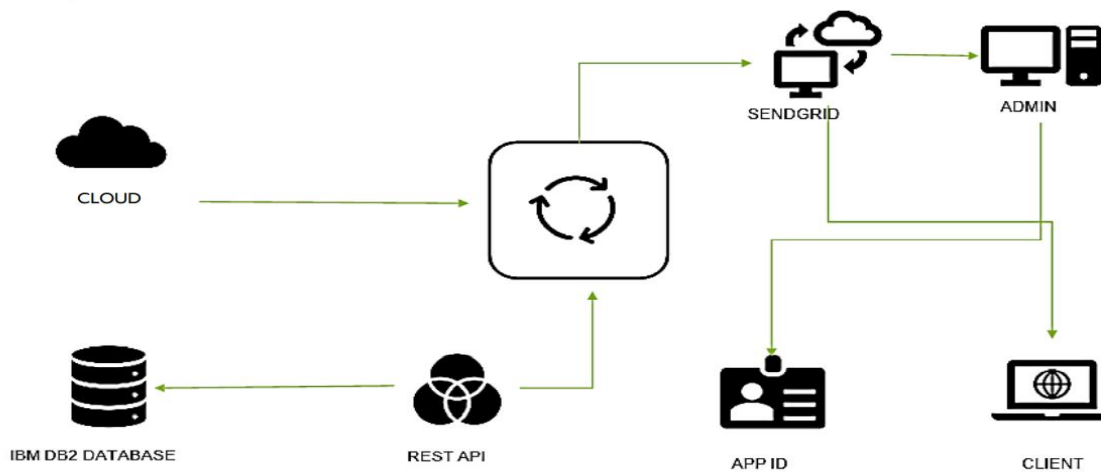 SENDGRID
ADMIN
CLOUD
IBM DB2 DATABASE
REST API
APP ID
CLIENT